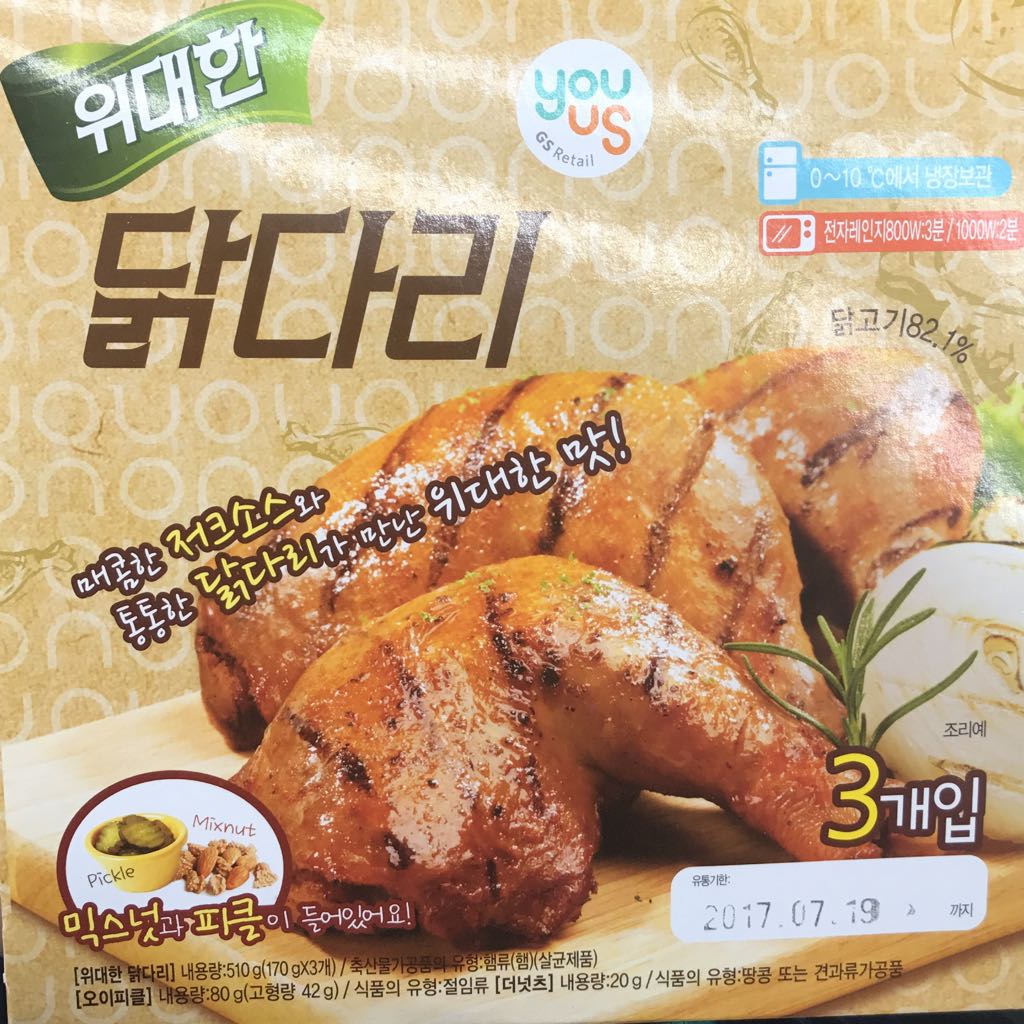 위대한
you
us
GS Retail
0~10 ℃에서 냉장보관
전자레인지800W:3분 / 1000W:2분
닭다리
닭고기82.1%
매콤한 저크소스와
통통한 닭다리가 만난 위대한 맛!
조리예
3개입
Mixnut
Pickle
믹스넛과 피클이 들어있어요!
유통기한:
2017.07.19 까지
[위대한 닭다리] 내용량:510 g(170 gX3개) / 축산물가공품의 유형:햄류(햄)(살균제품)
[오이피클] 내용량:80 g(고형량 42 g) / 식품의 유형:절임류 [더넛츠] 내용량:20 g / 식품의 유형:땅콩 또는 견과류가공품